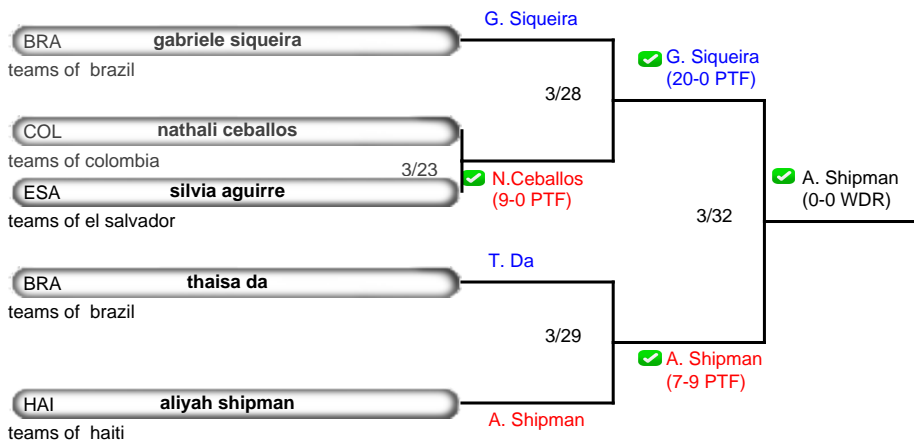 G. Siqueira
BRA gabriele siqueira
teams of brazil
3/28
G. Siqueira
(20-0 PTF)
COL nathali ceballos
teams of colombia
3/23
N.Ceballos
(9-0 PTF)
ESA silvia aguirre
teams of el salvador
3/32
A. Shipman
(0-0 WDR)
T. Da
BRA thaisa da
teams of brazil
3/29
A. Shipman
(7-9 PTF)
HAI aliyah shipman
A. Shipman
teams of haiti